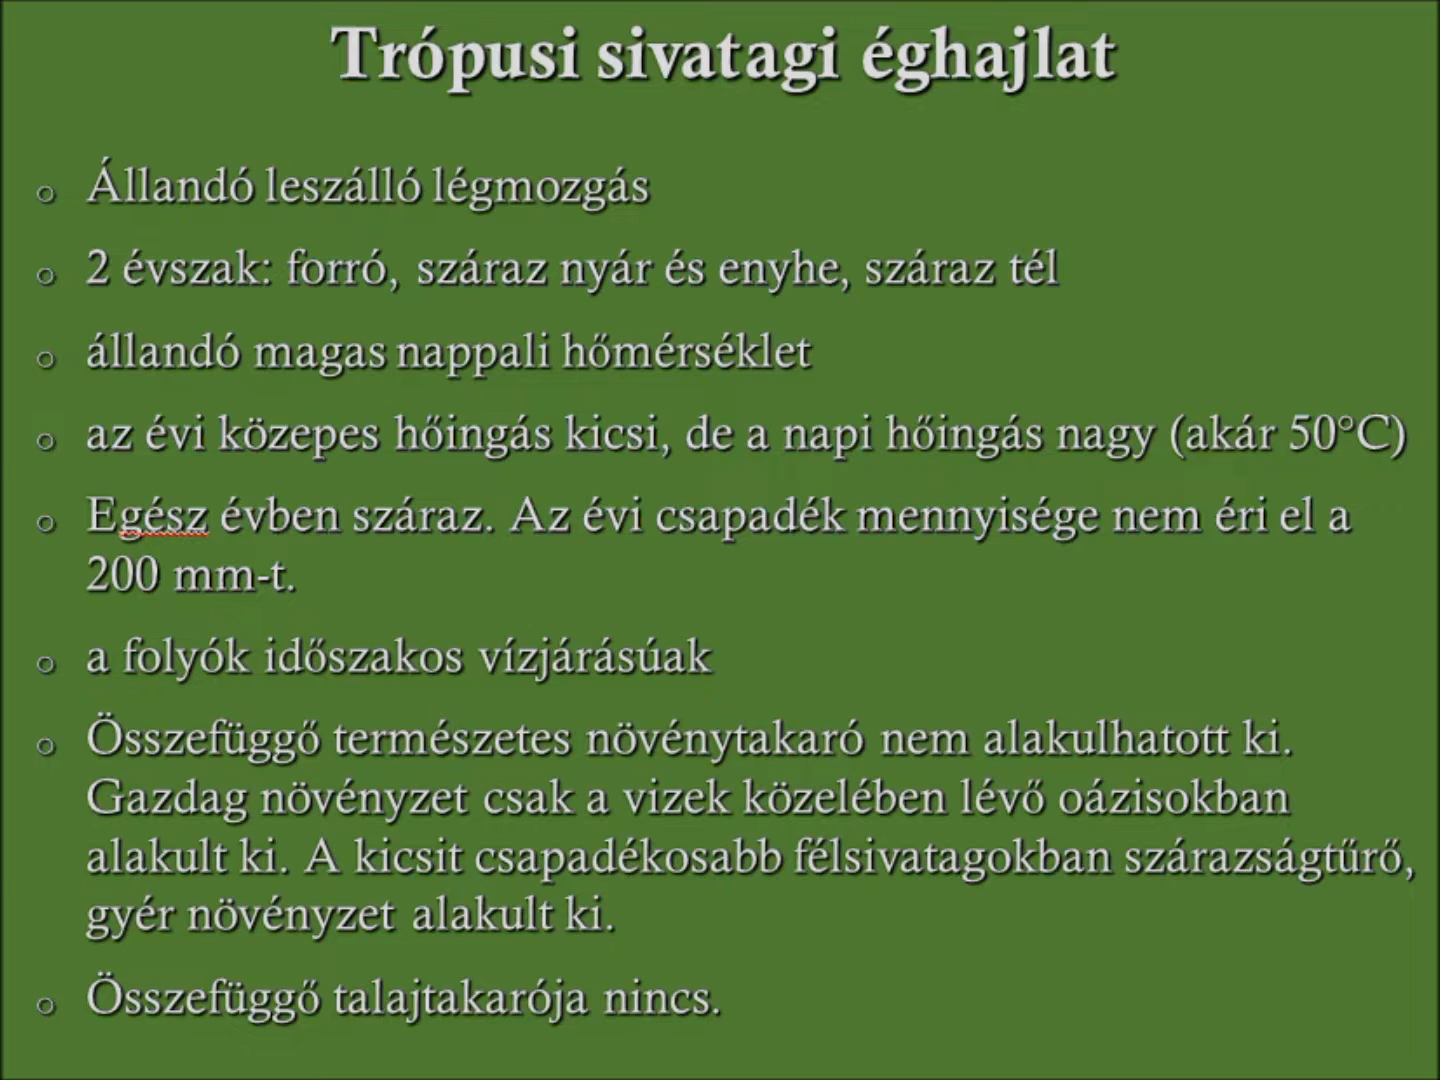 Trópusi sivatagi éghajlat
Állandó leszálló légmozgás
2 évszak: forró, száraz nyár és enyhe, száraz tél
állandó magas nappali hőmérséklet
az évi közepes hőingás kicsi, de a napi hőingás nagy (akár 50°C)
Egész évben száraz. Az évi csapadék mennyisége nem éri el a
200 mm-t.
a folyók időszakos vízjárásúak
Összefüggő természetes növénytakaró nem alakulhatott ki.
Gazdag növényzet csak a vizek közelében lévő oázisokban
alakult ki. A kicsit csapadékosabb félsivatagokban szárazságtűrő,
gyér növényzet alakult ki.
Összefüggő talajtakarója nincs.